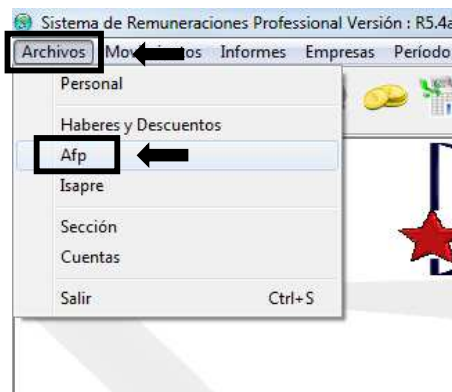 Sistema de Remuneraciones Professional Versión : R5.4a
Archivos Informes Empresas Período
Personal
Haberes y Descuentos
Afp
Isapre
Sección
Cuentas
Salir Ctrl+S